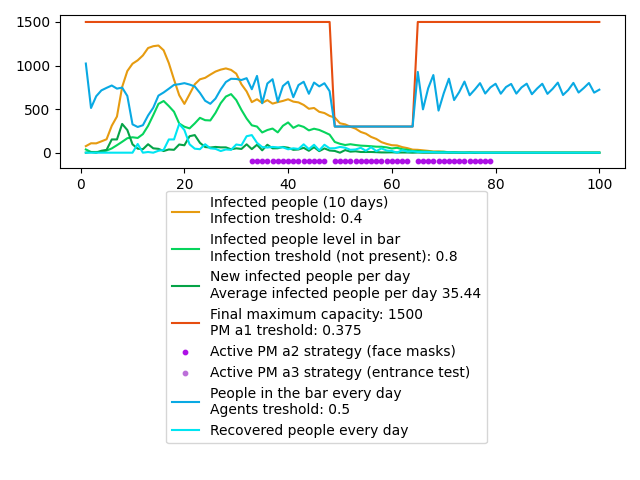 1500
1000
500
0
0
20
40
60
80
100
Infected people (10 days)
Infection treshold: 0.4
Infected people level in bar
Infection treshold (not present): 0.8
New infected people per day
Average infected people per day 35.44
Final maximum capacity: 1500
PM a1 treshold: 0.375
Active PM a2 strategy (face masks)
Active PM a3 strategy (entrance test)
People in the bar every day
Agents treshold: 0.5
Recovered people every day